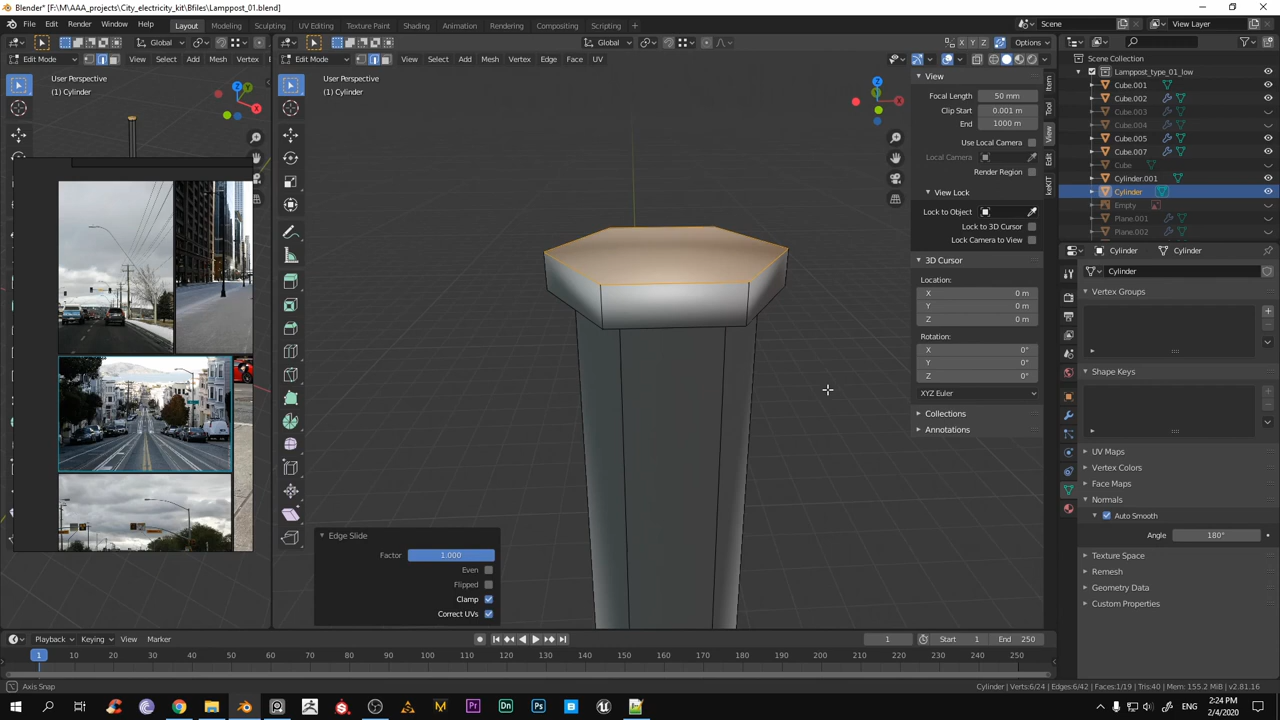 Blender* [F:\M\AAA_projects\City_electricity_kit\Bfiles\Lamppost_01.blend]
File Edit Render Window Help Layout Modeling Sculpting UV Editing Texture Paint Shading Animation Rendering Compositing Scripting + Scene View Layer
Global Global X Y Z Options
Edit Mode View Select Add Mesh Vertex Edit Mode View Select Add Mesh Vertex Edge Face UV
User Perspective
(1) Cylinder
User Perspective
(1) Cylinder
View
Focal Length 50 mm
Clip Start 0.001 m
End 1000 m
Use Local Camera
Local Camera
Render Region
View Lock
Lock to Object
Lock to 3D Cursor
Lock Camera to View
3D Cursor
Location:
X 0 m
Y 0 m
Z 0 m
Rotation:
X 0°
Y 0°
Z 0°
XYZ Euler
Collections
Annotations
Item
Tool
View
Edit
keKIT
Scene Collection
Lamppost_type_01_low
Cube.001
Cube.002
Cube.003
Cube.004
Cube.005
Cube.007
Cube
Cylinder.001
Cylinder
Empty
Plane.001
Plane.002
Cylinder Cylinder
Cylinder
Vertex Groups
Shape Keys
UV Maps
Vertex Colors
Face Maps
Normals
Auto Smooth
Angle 180°
Texture Space
Remesh
Geometry Data
Custom Properties
Edge Slide
Factor 1.000
Even
Flipped
Clamp
Correct UVs
Playback Keying View Marker 1 Start 1 End 250
1 10 20 30 40 50 60 70 80 90 100 110 120 130 140 150 160 170 180 190 200 210 220 230 240 250
Axis Snap Cylinder | Verts:6/24 | Edges:6/42 | Faces:1/19 | Tris:40 | Mem: 155.2 MiB | v2.81.16
Pr Dn Ps ENG 2:24 PM
2/4/2020